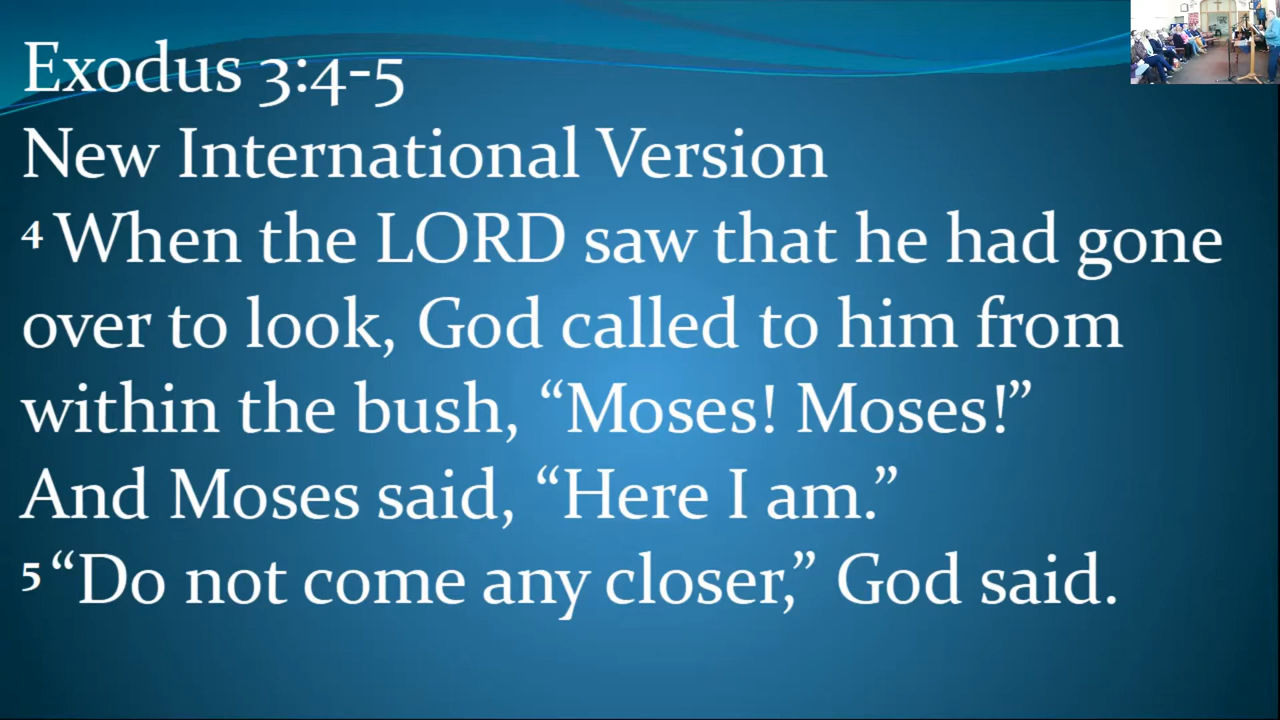 Exodus 3:4-5
New International Version
4 When the LORD saw that he had gone
over to look, God called to him from
within the bush, “Moses! Moses!”
And Moses said, “Here I am.”
5 “Do not come any closer,” God said.